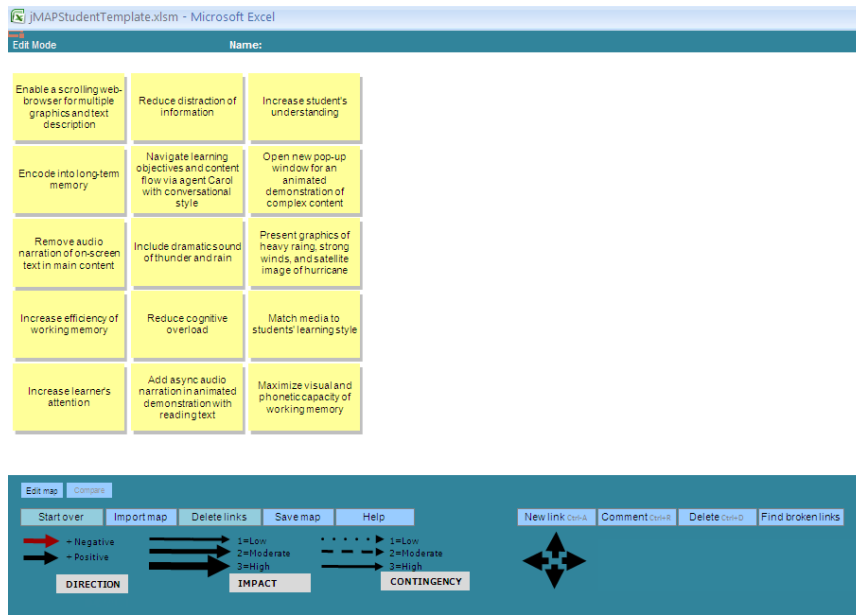 jMAPStudentTemplate.xlsm - Microsoft Excel
Edit Mode
Name:
Enable a scrolling web-
browser for multiple
graphics and text
description
Reduce distraction of
information
Increase student's
understanding
Encode into long-term
memory
Navigate learning
objectives and content
flow via agent Carol
with conversational
style
Open new pop-up
window for an
animated
demonstration of
complex content
Remove audio
narration of on-screen
text in main content
Include dramatic sound
of thunder and rain
Present graphics of
heavy raing, strong
winds, and satellite
image of hurricane
Increase efficiency of
working memory
Reduce cognitive
overload
Match media to
students' learning style
Increase learner's
attention
Add async audio
narration in animated
demonstration with
reading text
Maximize visual and
phonetic capacity of
working memory
Edit map
Compare
Start over
Import map
Delete links
Save map
Help
New link Ctrl-A
Comment Ctrl+R
Delete Ctrl+D
Find broken links
÷ Negative
+ Positive
DIRECTION
1=Low
2=Moderate
3=High
IMPACT
1=Low
2=Moderate
3=High
CONTINGENCY